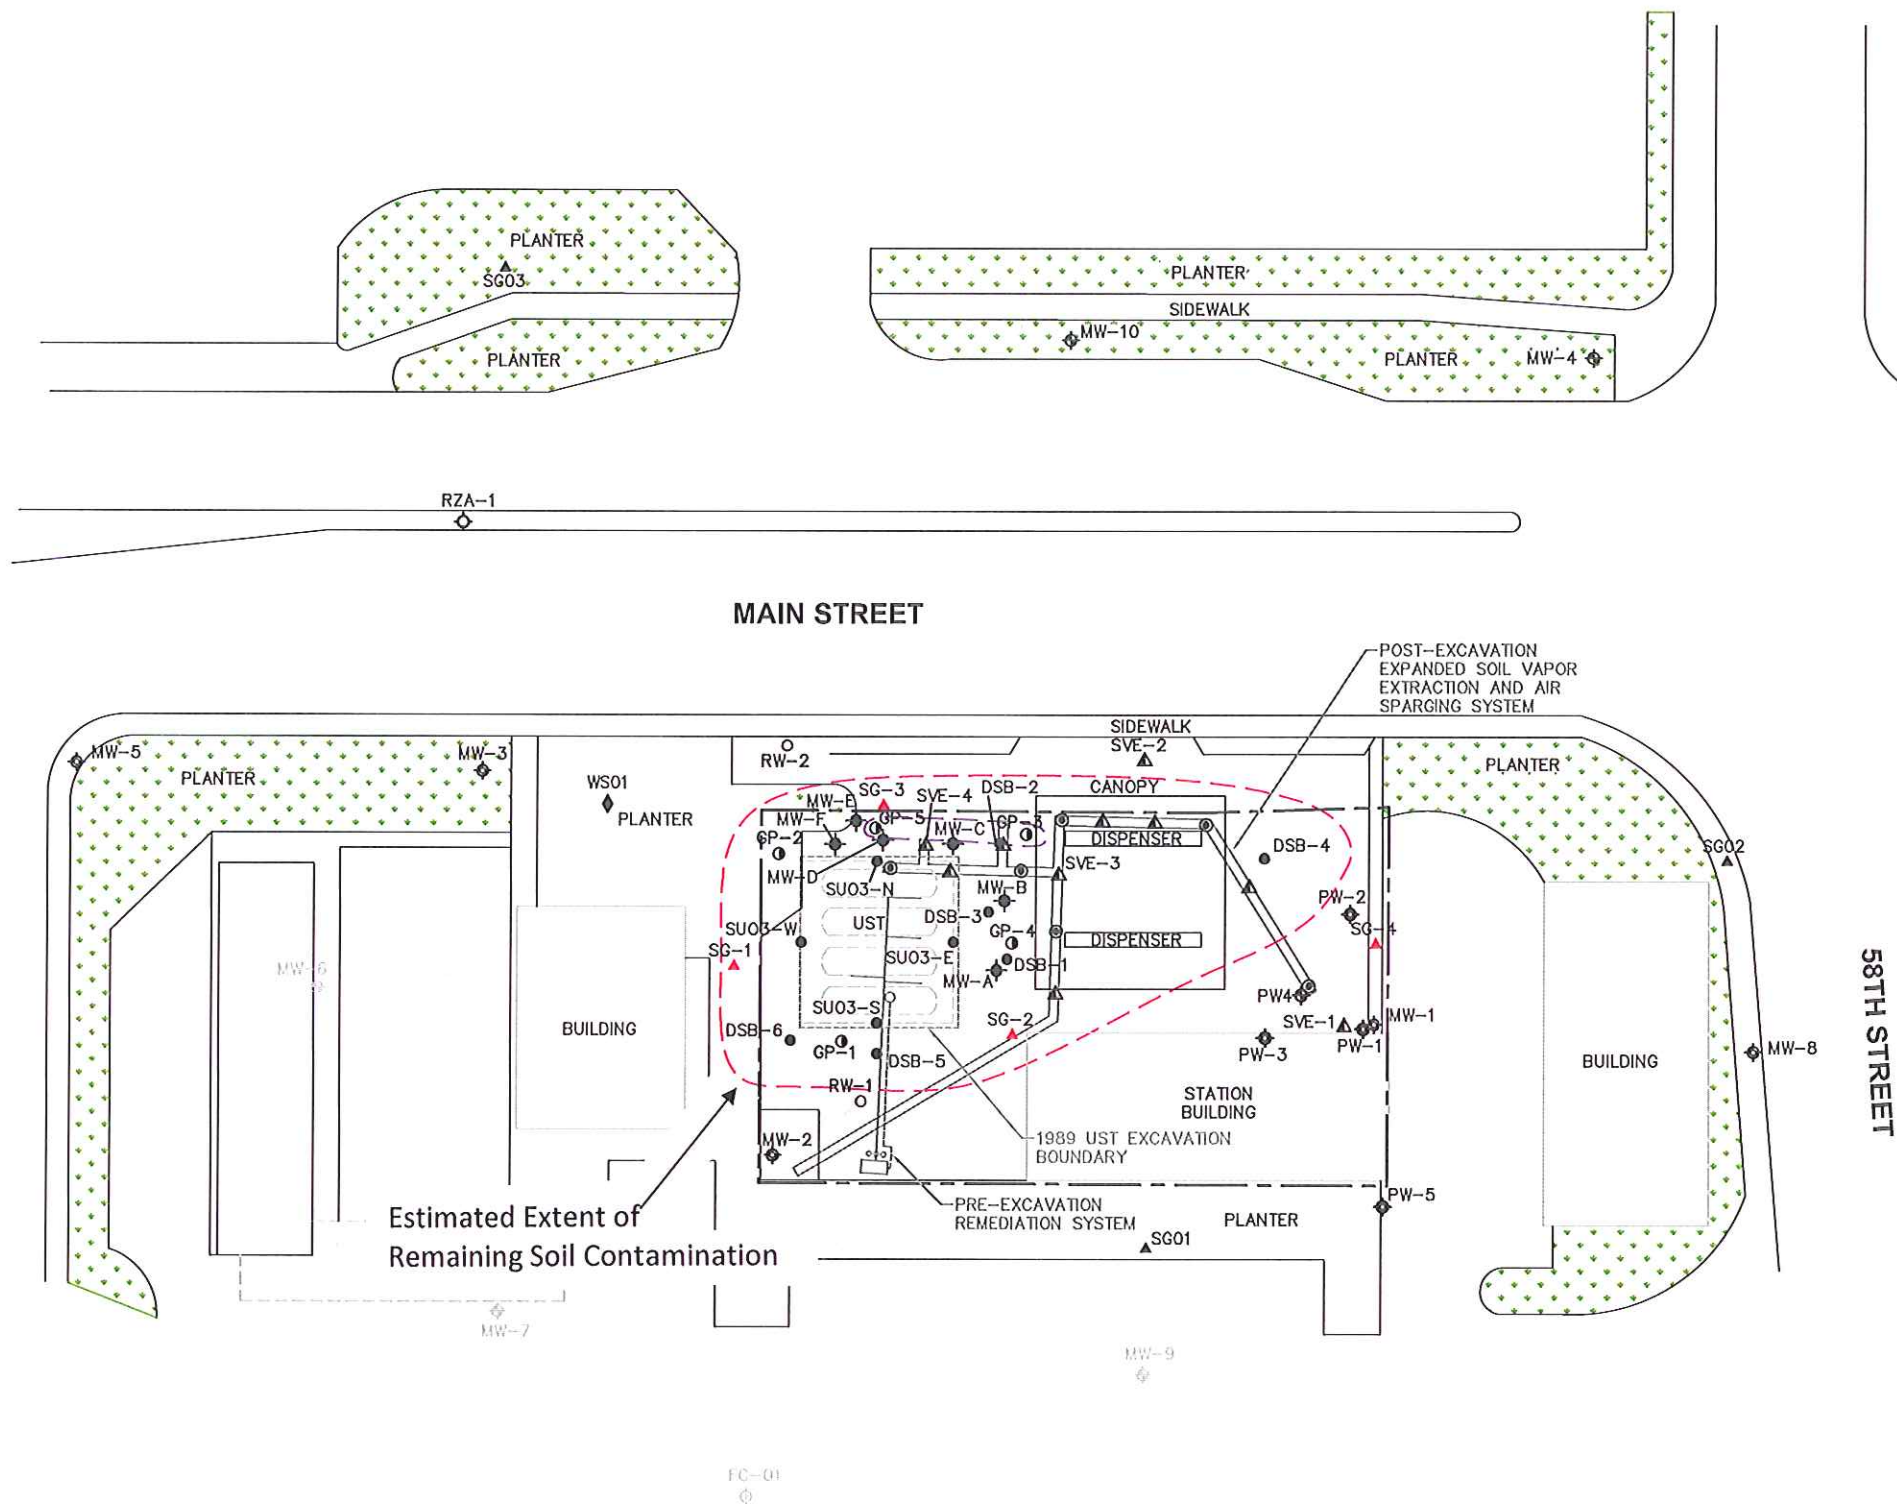 PLANTER
SG03
PLANTER
SIDEWALK
MW-10
PLANTER
PLANTER
MW-4
RZA-1
MAIN STREET
POST-EXCAVATION
EXPANDED SOIL VAPOR
EXTRACTION AND AIR
SPARGING SYSTEM
SIDEWALK
MW-5
PLANTER
MW-3
RW-2
SVE-2
PLANTER
WS01
PLANTER
CANOPY
SG-3
SVE-4
DSB-2
MW-E
MW-F
GP-5
MW-C
GP-3
GP-2
DISPENSER
DSB-4
SG02
MW-D
SU03-N
SVE-3
MW-B
PW-2
UST
DSB-3
SU03-W
GP-4
SG-4
SG-1
SU03-E
DISPENSER
DSB-1
MW-6
MW-A
PW4
SU03-S
SG-2
SVE-1
MW-1
BUILDING
DSB-6
GP-1
DSB-5
PW-3
PW-1
MW-8
BUILDING
58TH STREET
RW-1
STATION
BUILDING
MW-2
1989 UST EXCAVATION
BOUNDARY
Estimated Extent of
Remaining Soil Contamination
PRE-EXCAVATION
REMEDIATION SYSTEM
PLANTER
PW-5
SG01
MW-7
MW-9
FC-01